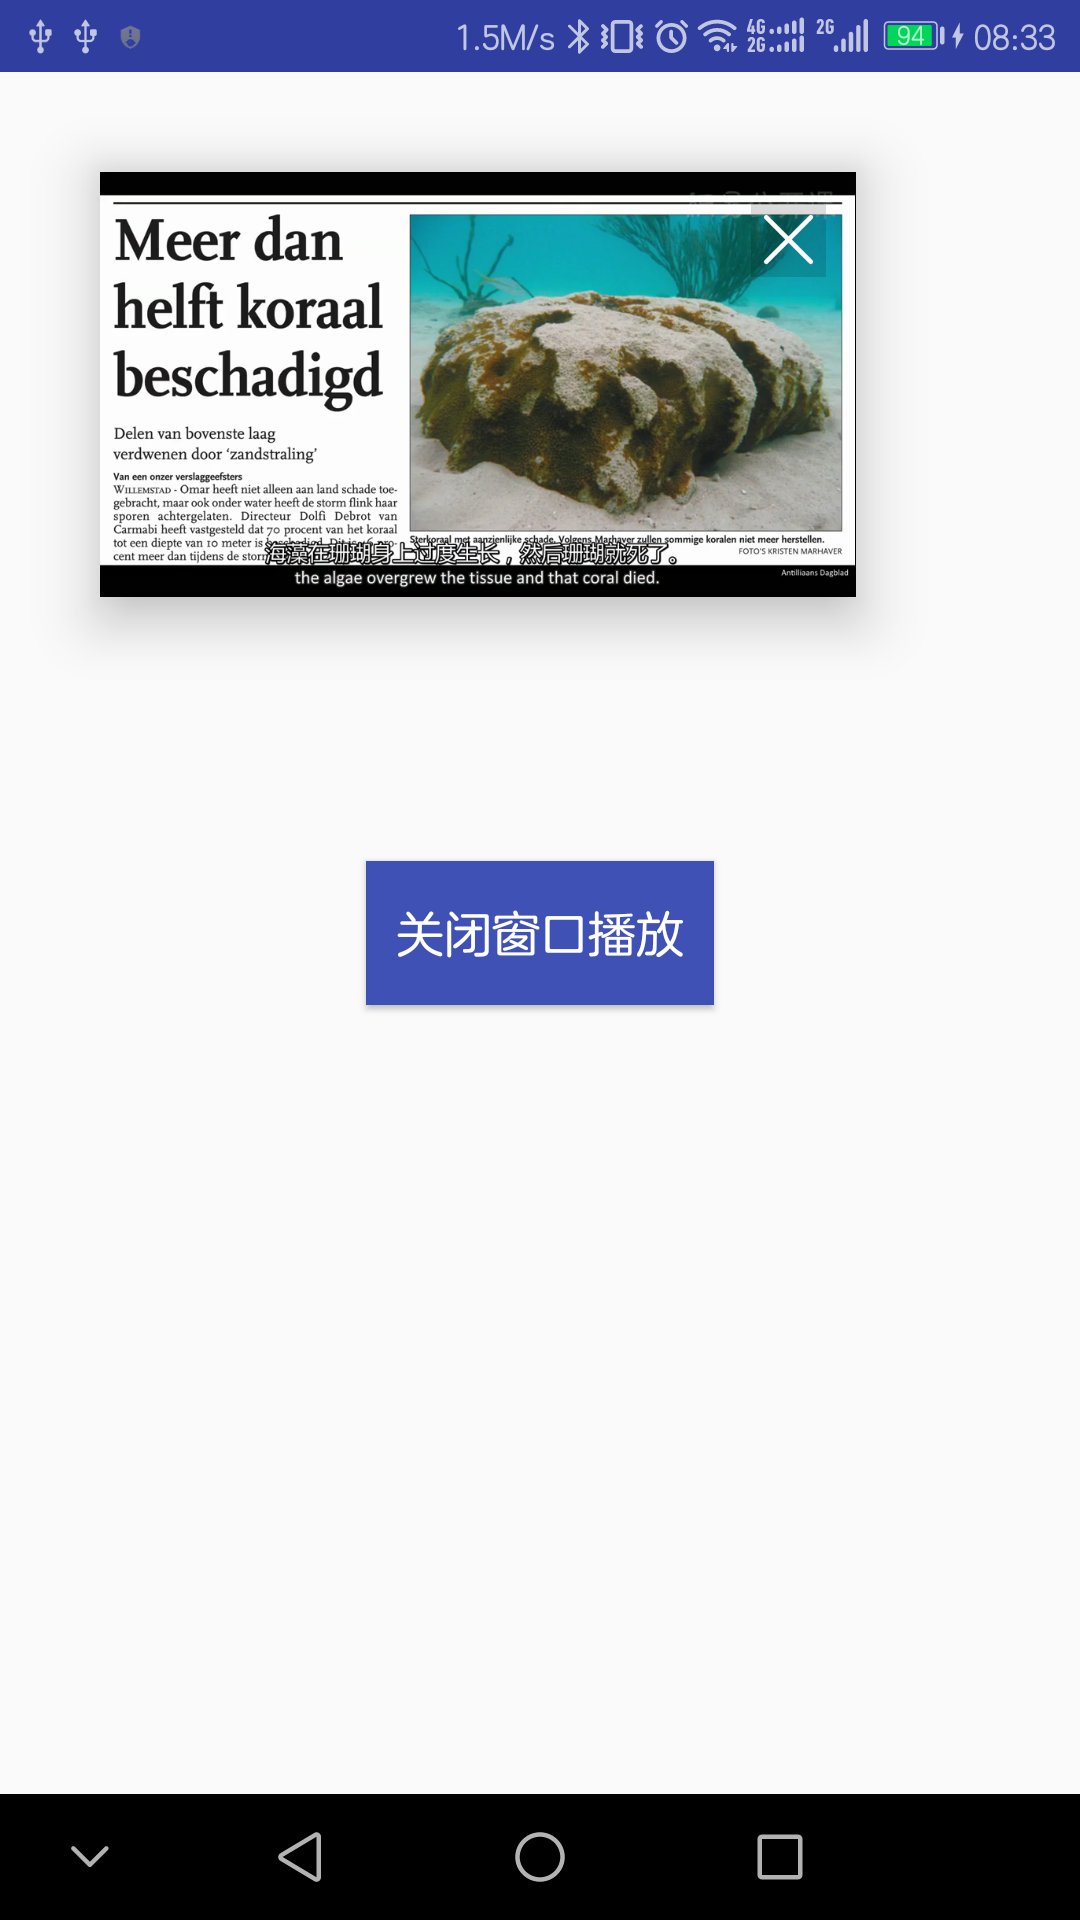 1.5M/s 4G 2G 2G 94 08:33
Meer dan
helft koraal
beschadigd
Delen van bovenste laag
verdwenen door ‘zandstraling’
Van een onzer verslaggeefsters
WILLEMSTAD - Omar heeft niet alleen aan land schade toe-
gebracht, maar ook onder water heeft de storm flink haar
sporen achtergelaten. Directeur Dolfi Debrot van
Carmabi heeft vastgesteld dat 70 procent van het koraal
tot een diepte van 10 meter is beschadigd. Dit is 16 pro-
cent meer dan tijdens de storm
Sterkoraal met aanzienlijke schade. Volgens Marhaver zullen sommige koralen niet meer herstellen.
FOTO'S KRISTEN MARHAVER
海藻在珊瑚身上过度生长，然后珊瑚就死了。
the algae overgrew the tissue and that coral died.
Antilliaans Dagblad
关闭窗口播放